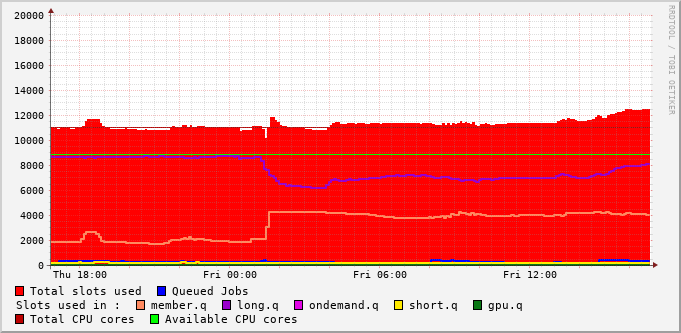 RRDTOOL / TOBI OETIKER
20000
18000
16000
14000
12000
10000
8000
6000
4000
2000
0
Thu 18:00 Fri 00:00 Fri 06:00 Fri 12:00
Total slots used Queued Jobs
Slots used in : member.q long.q ondemand.q short.q gpu.q
Total CPU cores Available CPU cores